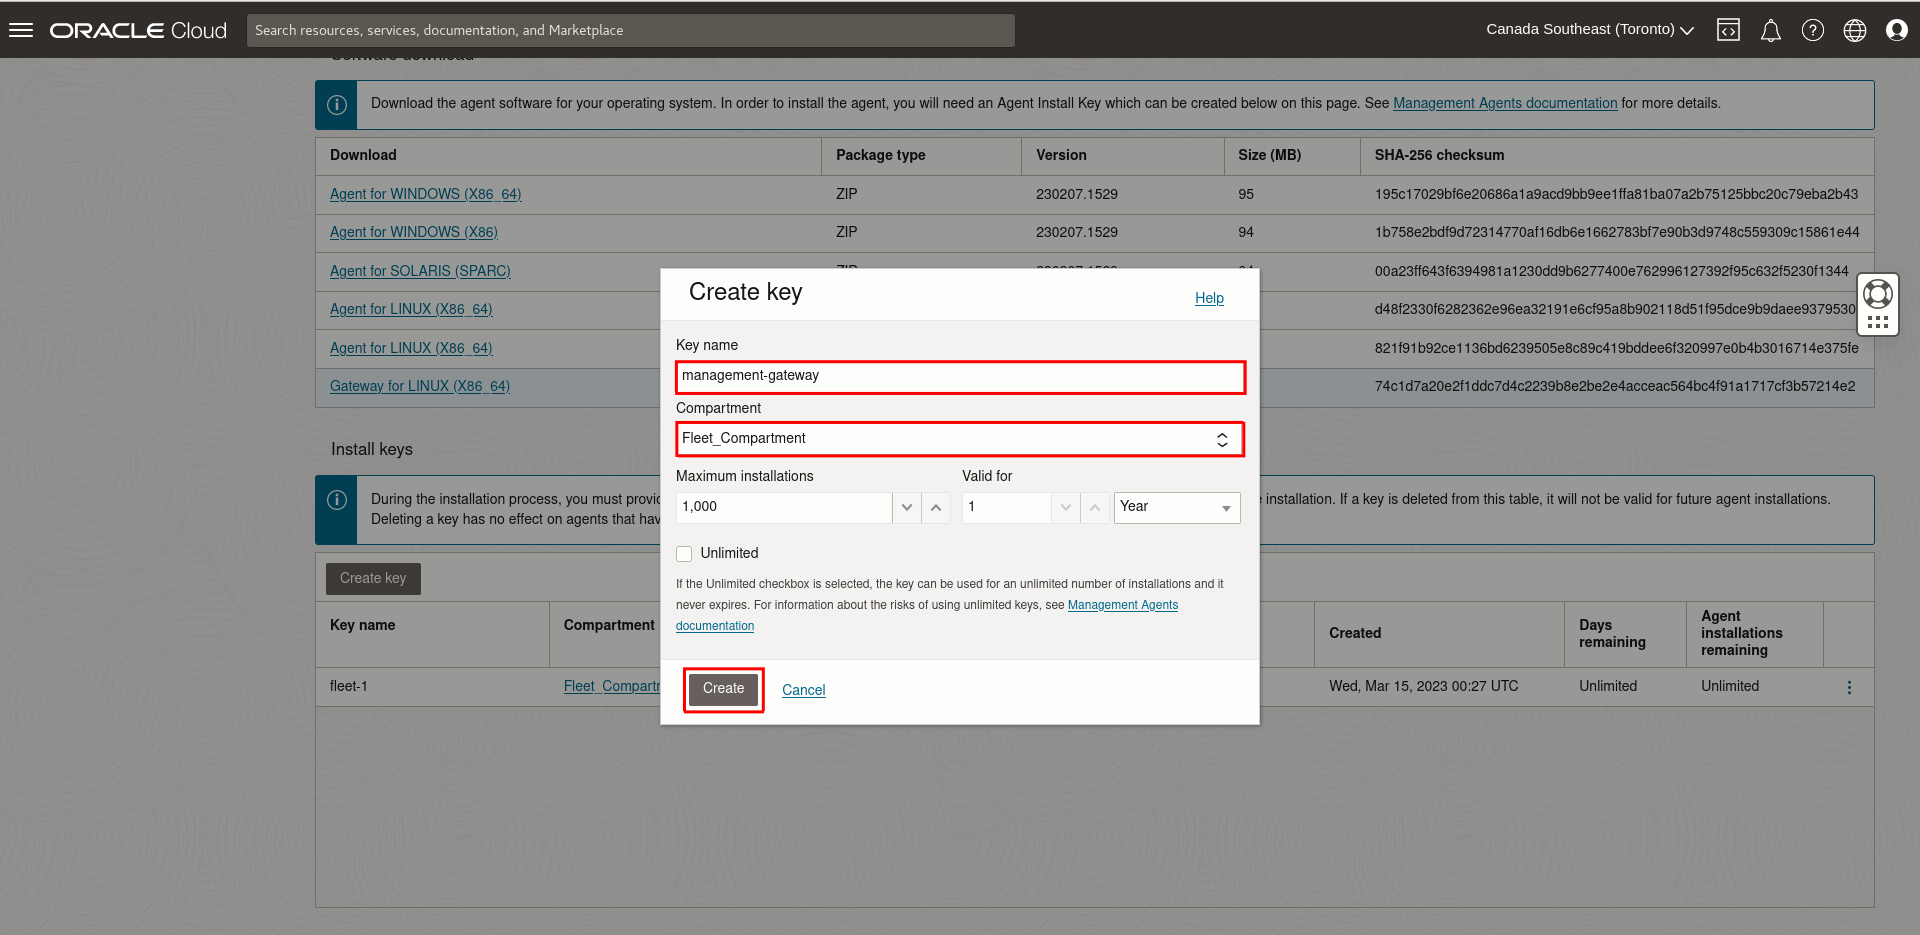 ORACLE Cloud
Search resources, services, documentation, and Marketplace
Canada Southeast (Toronto)
Software download
Download the agent software for your operating system. In order to install the agent, you will need an Agent Install Key which can be created below on this page. See Management Agents documentation for more details.
Download Package type Version Size (MB) SHA-256 checksum
Agent for WINDOWS (X86_64) ZIP 230207.1529 95 195c17029bf6e20686a1a9acd9bb9ee1ffa81ba07a2b75125bbc20c79eba2b43
Agent for WINDOWS (X86) ZIP 230207.1529 94 1b758e2bdf9d72314770af16db6e1662783bf7e90b3d9748c559309c15861e44
Agent for SOLARIS (SPARC) 00a23ff643f6394981a1230dd9b6277400e762996127392f95c632f5230f1344
Agent for LINUX (X86_64) d48f2330f6282362e96ea32191e6cf95a8b902118d51f95dce9b9daee9379530
Agent for LINUX (X86_64) 821f91b92ce1136bd6239505e8c89c419bddee6f320997e0b4b3016714e375fe
Gateway for LINUX (X86_64) 74c1d7a20e2f1ddc7d4c2239b8e2be2e4acceac564bc4f91a1717cf3b57214e2
Create key
Help
Key name
management-gateway
Compartment
Fleet_Compartment
Maximum installations Valid for
1,000 1 Year
Unlimited
If the Unlimited checkbox is selected, the key can be used for an unlimited number of installations and it
never expires. For information about the risks of using unlimited keys, see Management Agents
documentation
Create Cancel
Install keys
During the installation process, you must provi
installation. If a key is deleted from this table, it will not be valid for future agent installations.
Deleting a key has no effect on agents that hav
Create key
Key name Compartment Created Days remaining Agent installations remaining
fleet-1 Fleet_Compart Wed, Mar 15, 2023 00:27 UTC Unlimited Unlimited